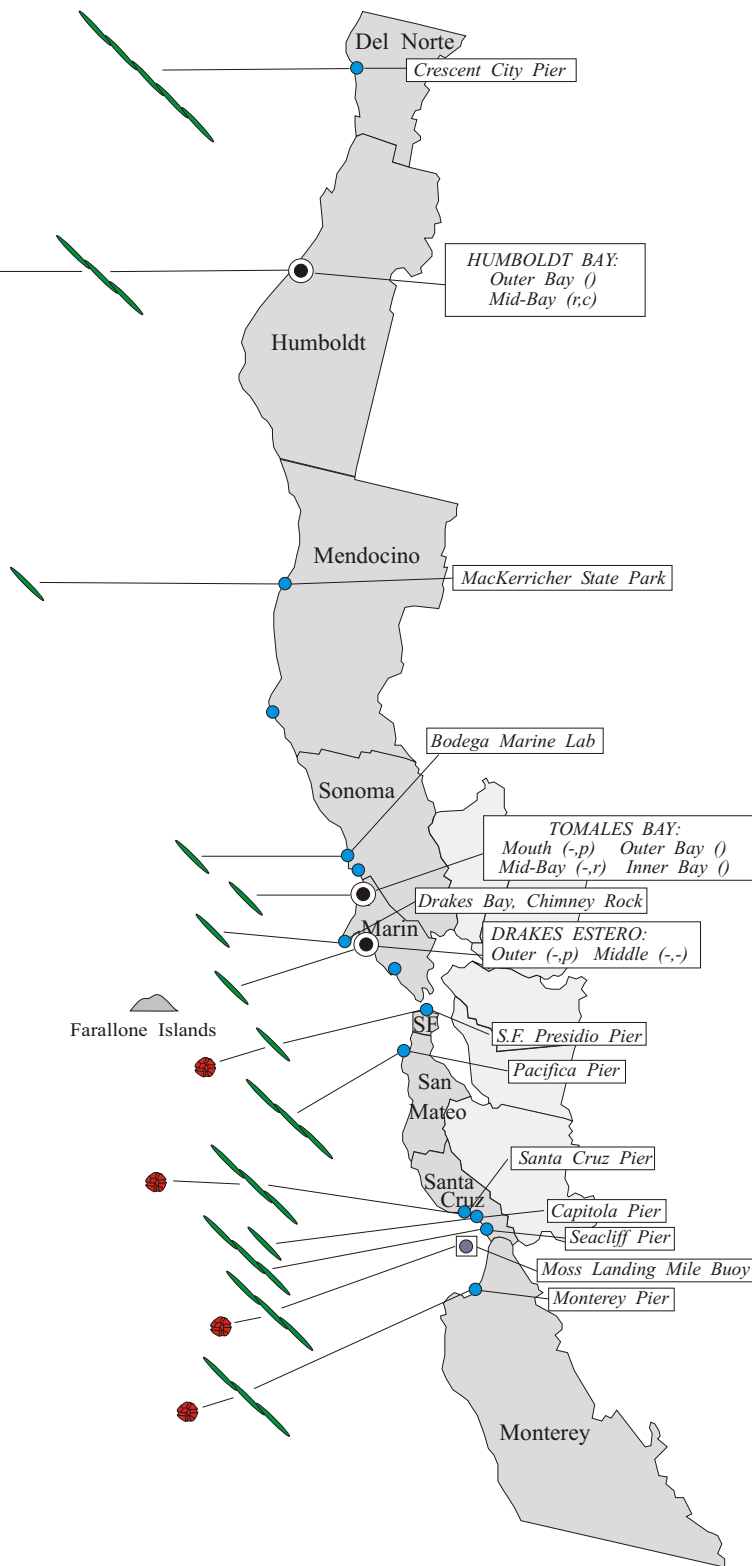 Del Norte
Crescent City Pier
HUMBOLDT BAY:
Outer Bay ()
Mid-Bay (r,c)
Humboldt
Mendocino
MacKerricher State Park
Bodega Marine Lab
Sonoma
TOMALES BAY:
Mouth (-,p) Outer Bay ()
Mid-Bay (-,r) Inner Bay ()
Drakes Bay, Chimney Rock
Marin
DRAKES ESTERO:
Outer (-,p) Middle (-,-)
Farallone Islands
SF
S.F. Presidio Pier
Pacifica Pier
San
Mateo
Santa Cruz Pier
Santa
Cruz
Capitola Pier
Seacliff Pier
Moss Landing Mile Buoy
Monterey Pier
Monterey